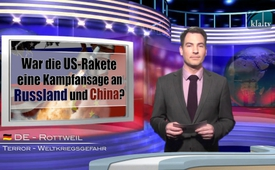 kla.tv
War die US-Rakete
eine Kampfansage an
Russland und China?
DE - Rottweil
Terror - Weltkriegsgefahr